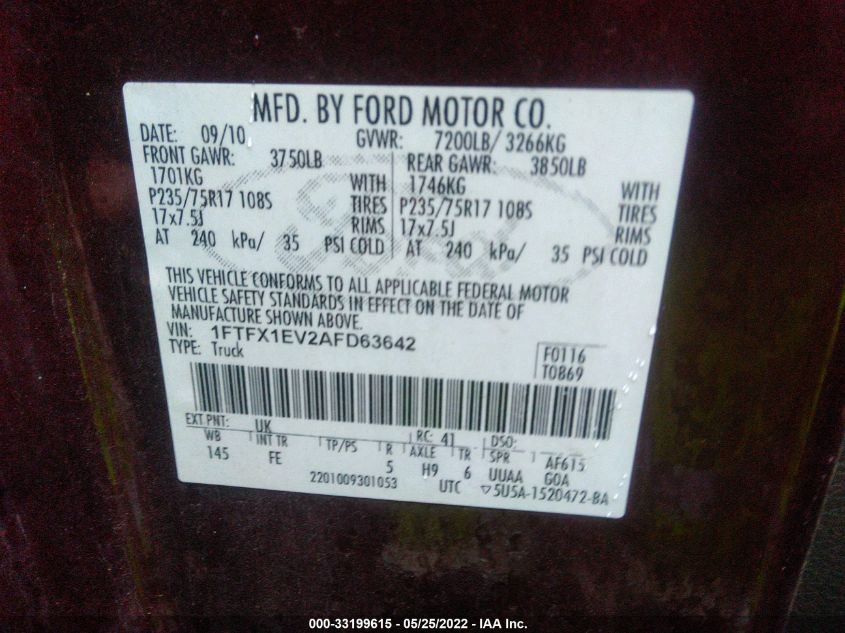 MFD. BY FORD MOTOR CO.
DATE: 09/10 GVWR: 7200LB/ 3266KG
FRONT GAWR: 3750LB REAR GAWR: 3850LB
1701KG WITH 1746KG WITH
P235/75R17 108S TIRES P235/75R17 108S TIRES
17x7.5J RIMS 17x7.5J RIMS
AT 240 kPa/ 35 PSI COLD AT 240 kPa/ 35 PSI COLD
THIS VEHICLE CONFORMS TO ALL APPLICABLE FEDERAL MOTOR
VEHICLE SAFETY STANDARDS IN EFFECT ON THE DATE OF
MANUFACTURE SHOWN ABOVE.
VIN: 1FTFX1EV2AFD63642
TYPE: Truck F0116
T0869
EXT PNT: UK RC: 41 DSO:
WB INT TR TP/PS R AXLE TR SPR AF615
145 FE 5 H9 6 UUAA GOA
2201009301053 UTC ▽5U5A-1520472-BA
000-33199615 - 05/25/2022 - IAA Inc.